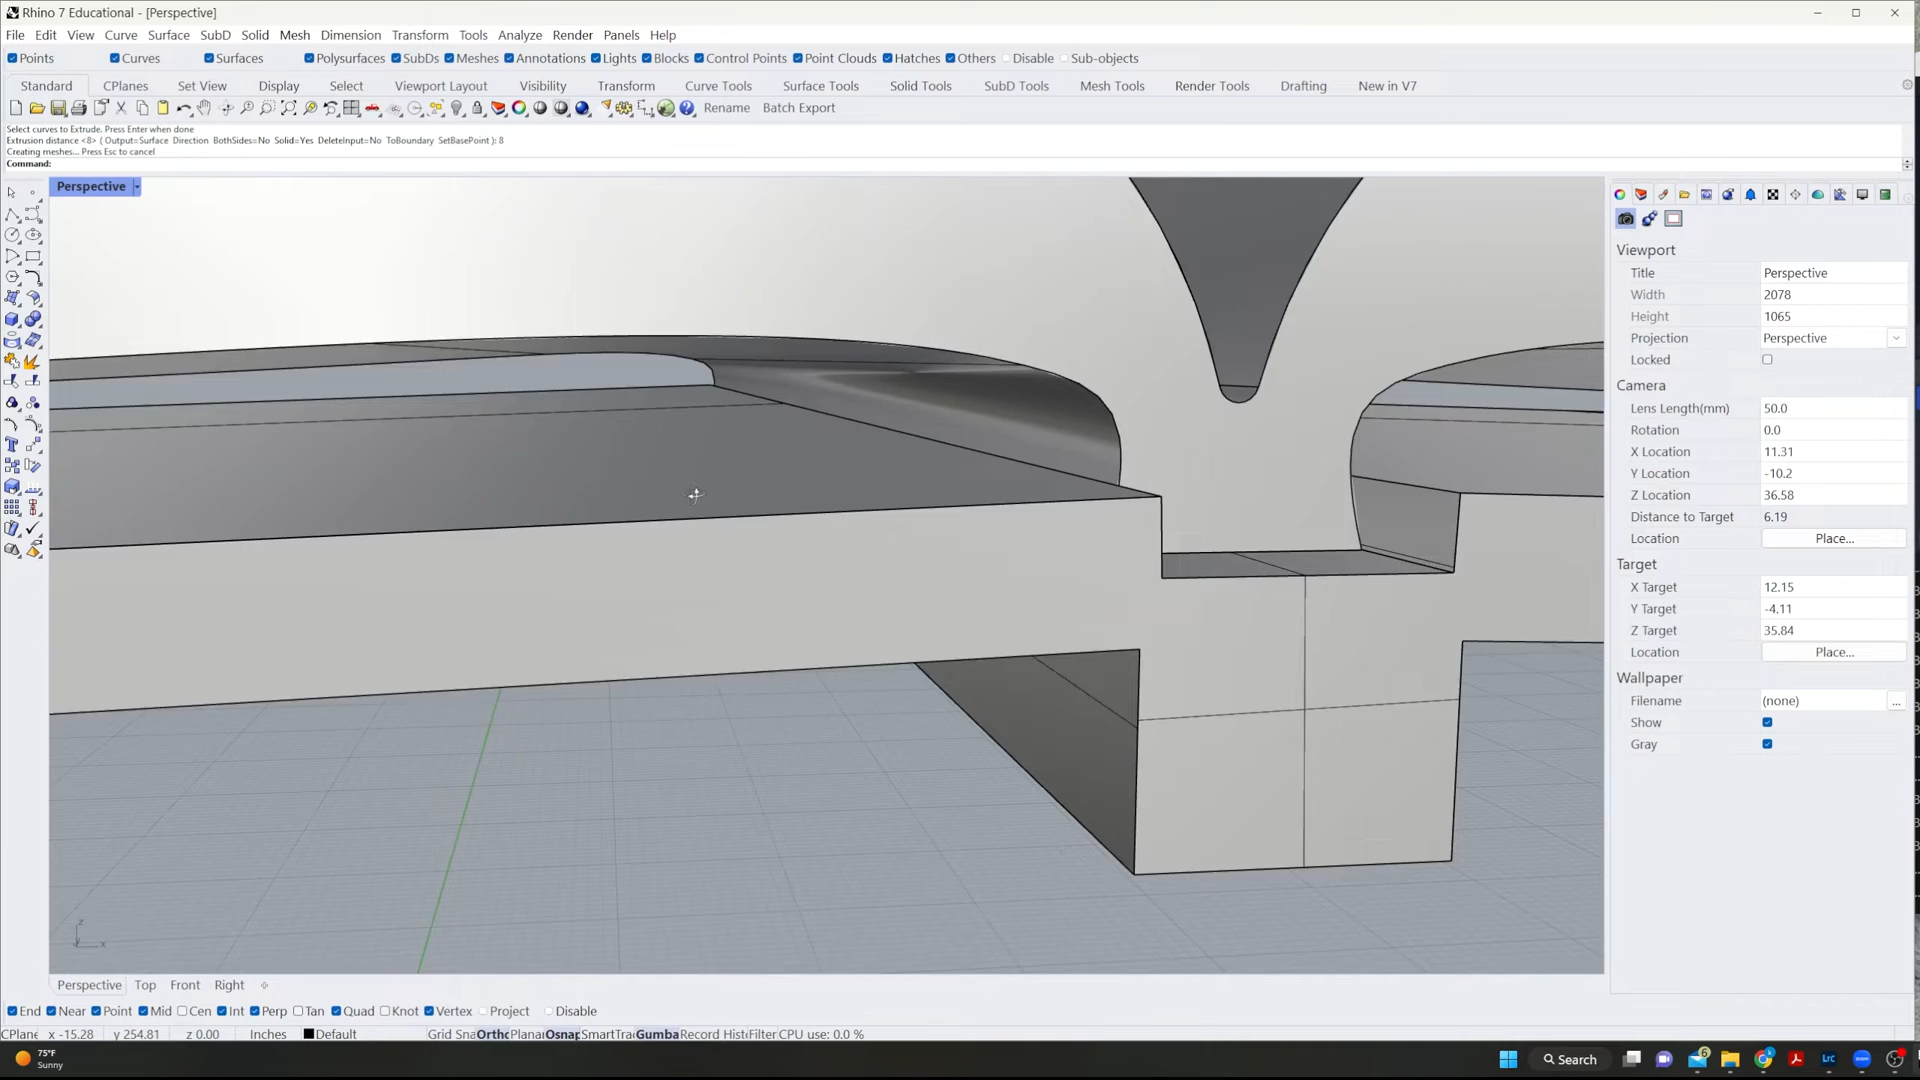 Rhino 7 Educational - [Perspective]
File Edit View Curve Surface SubD Solid Mesh Dimension Transform Tools Analyze Render Panels Help
Points Curves Surfaces Polysurfaces SubDs Meshes Annotations Lights Blocks Control Points Point Clouds Hatches Others Disable Sub-objects
Standard CPlanes Set View Display Select Viewport Layout Visibility Transform Curve Tools Surface Tools Solid Tools SubD Tools Mesh Tools Render Tools Drafting New in V7
Rename Batch Export
Select curves to Extrude. Press Enter when done
Extrusion distance <8> ( Output=Surface Direction BothSides=No Solid=Yes DeleteInput=No ToBoundary SetBasePoint ): 8
Creating meshes... Press Esc to cancel
Command:
Perspective
Viewport
Title Perspective
Width 2078
Height 1065
Projection Perspective
Locked
Camera
Lens Length(mm) 50.0
Rotation 0.0
X Location 11.31
Y Location -10.2
Z Location 36.58
Distance to Target 6.19
Location Place...
Target
X Target 12.15
Y Target -4.11
Z Target 35.84
Location Place...
Wallpaper
Filename (none) ...
Show
Gray
z
x
Perspective Top Front Right
End Near Point Mid Cen Int Perp Tan Quad Knot Vertex Project Disable
CPlane x -15.28 y 254.81 z 0.00 Inches Default Grid Sna Ortho Planar Osnap SmartTra Gumba Record Hist Filter CPU use: 0.0 %
75°F
Sunny
Search